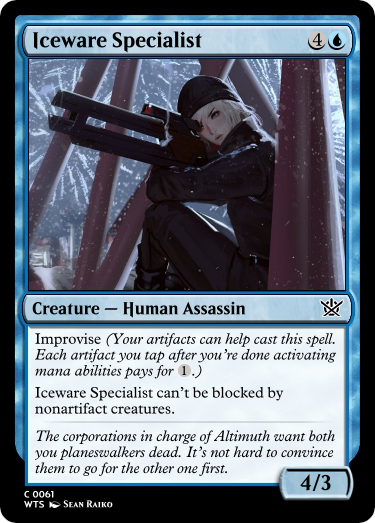 Iceware Specialist 4
Creature — Human Assassin
Improvise (Your artifacts can help cast this spell.
Each artifact you tap after you're done activating
mana abilities pays for 1.)
Iceware Specialist can't be blocked by
nonartifact creatures.
The corporations in charge of Altimuth want both
you planeswalkers dead. It's not hard to convince
them to go for the other one first.
4/3
C 0061
WTS SEAN RAIKO